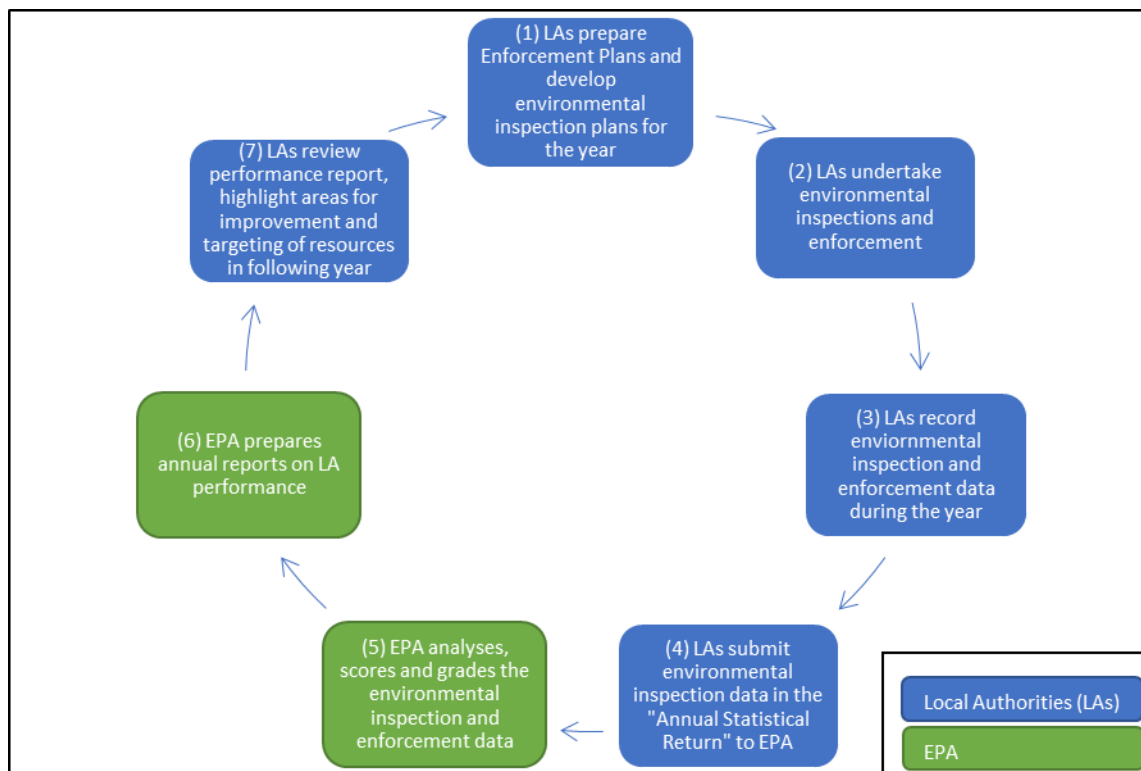 (1) LAs prepare
Enforcement Plans and
develop
environmental
inspection plans for
the year
(2) LAs undertake
environmental
inspections and
enforcement
(3) LAs record
enviornmental
inspection and
enforcement data
during the year
(4) LAs submit
environmental
inspection data in the
"Annual Statistical
Return" to EPA
(5) EPA analyses,
scores and grades the
environmental
inspection and
enforcement data
(6) EPA prepares
annual reports on LA
performance
(7) LAs review
performance report,
highlight areas for
improvement and
targeting of resources
in following year
Local Authorities (LAs)
EPA